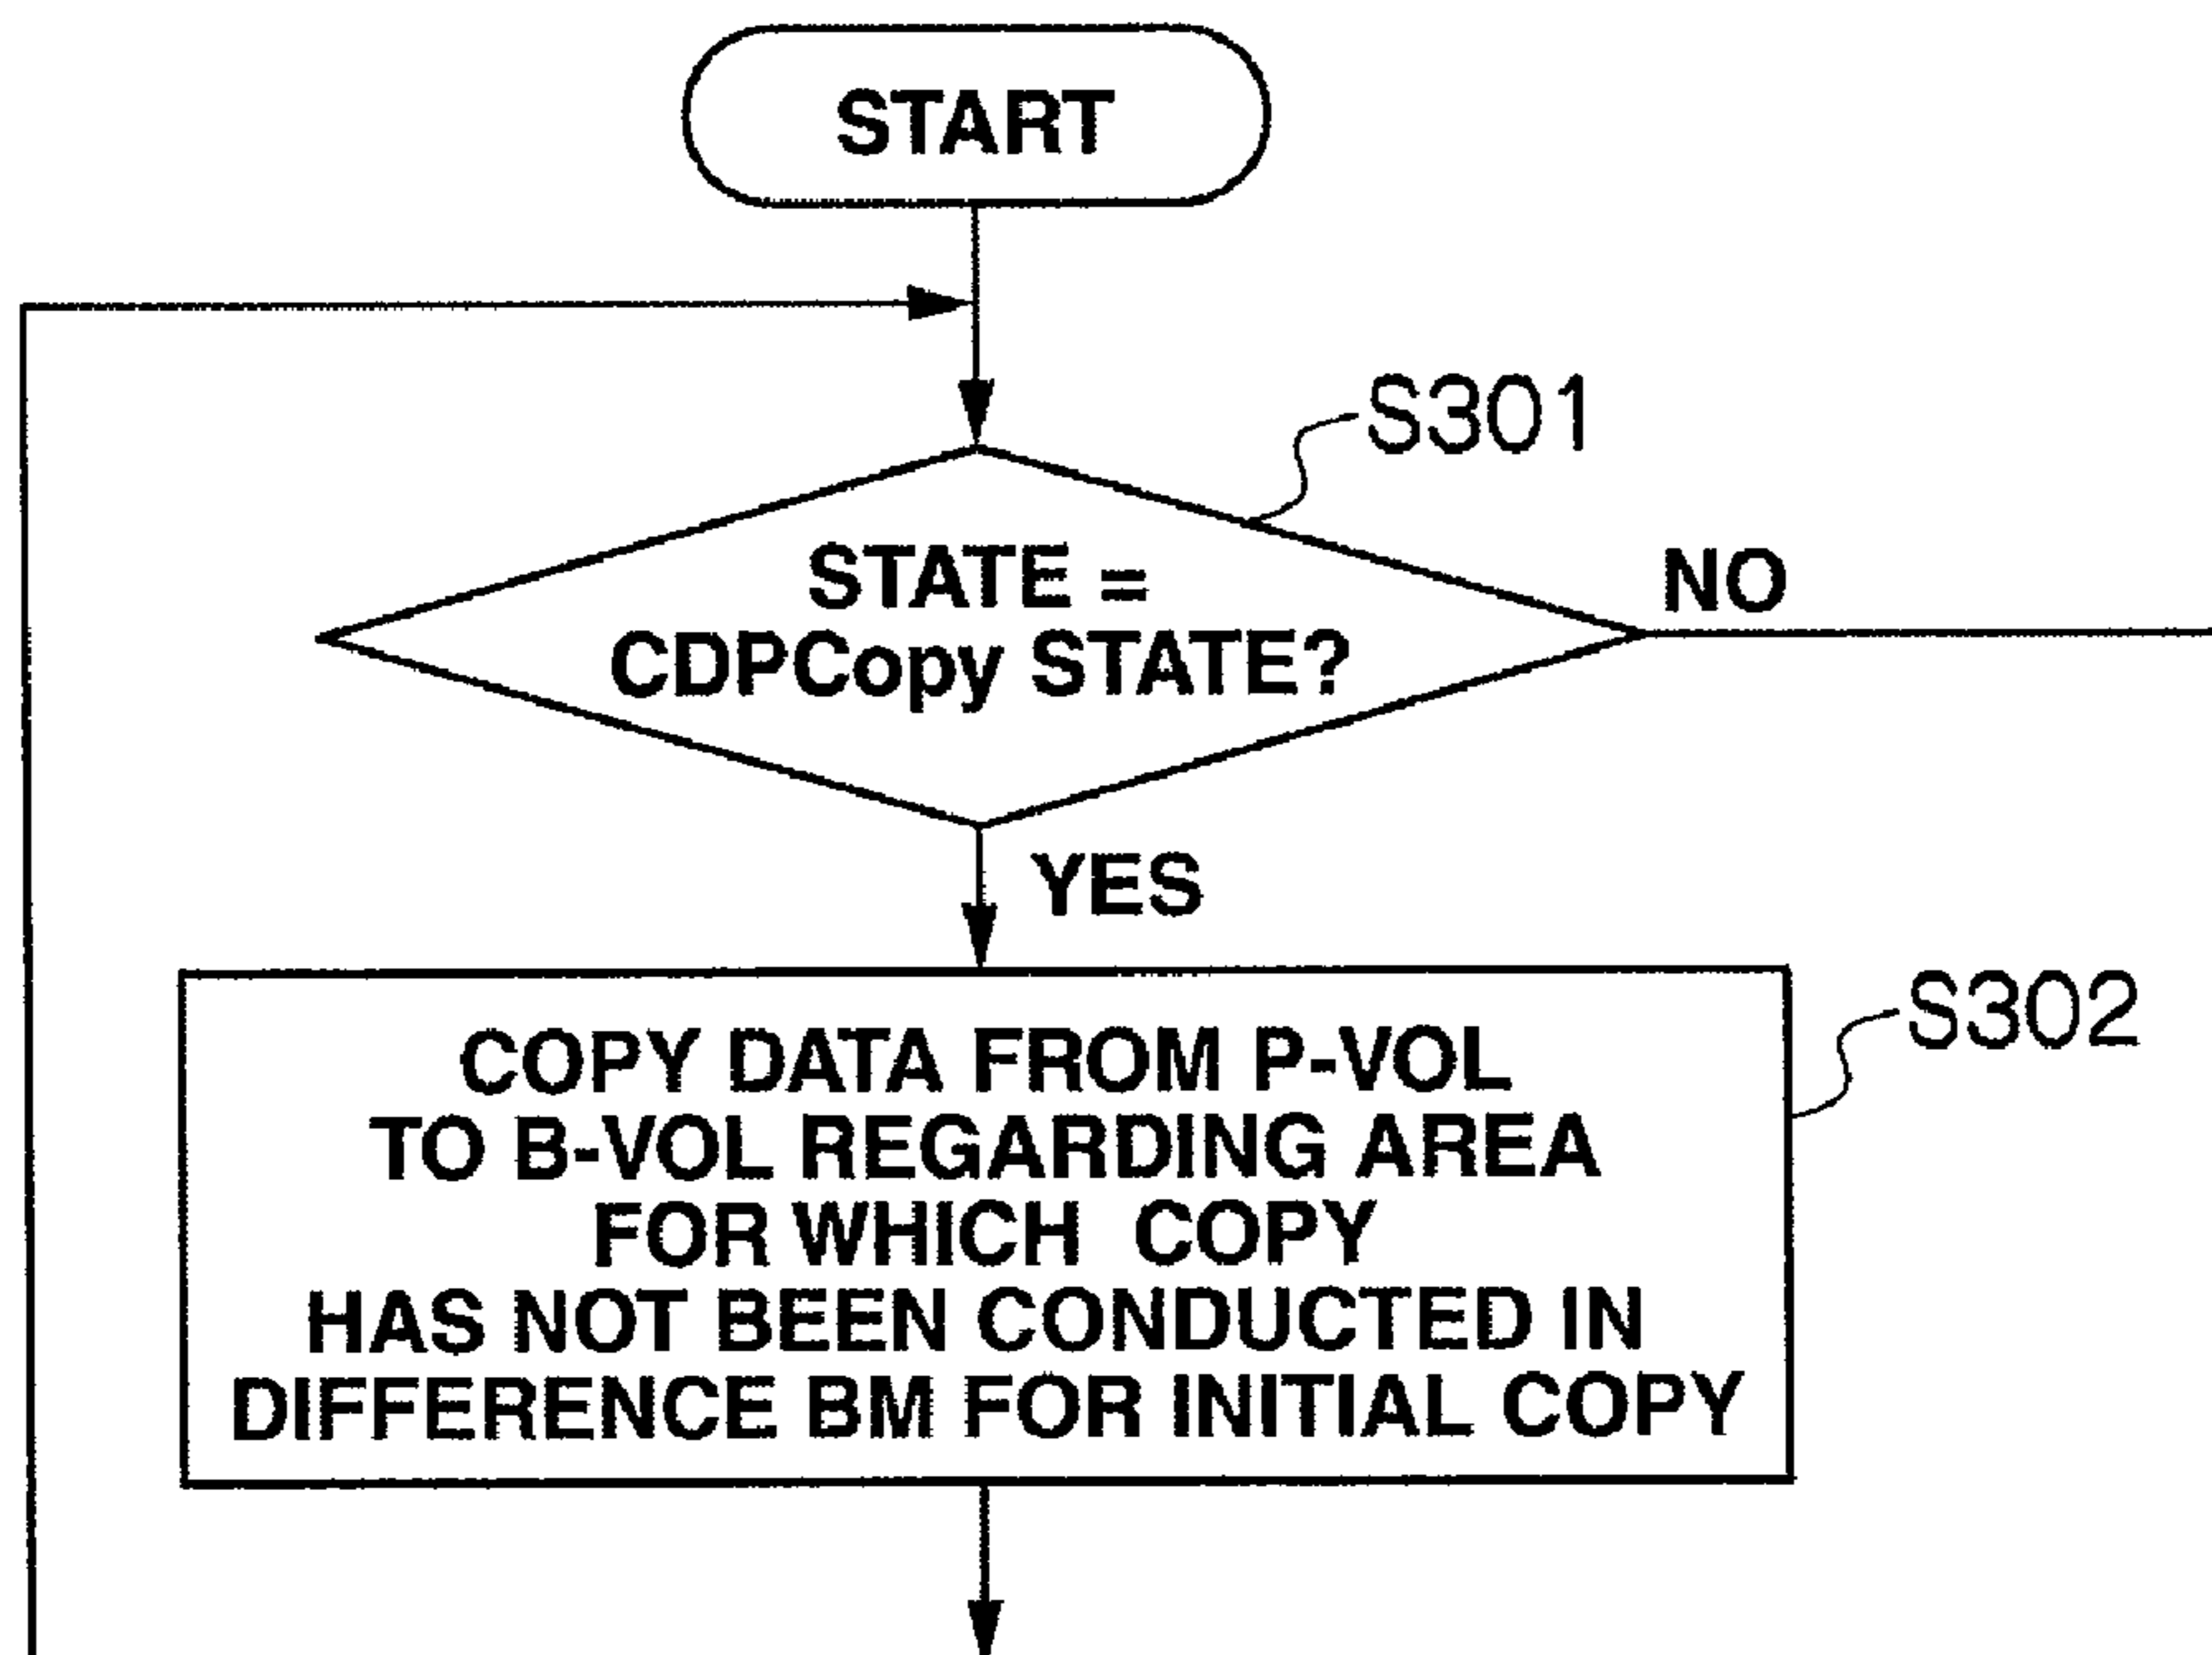 START
S301
STATE =
CDPCopy STATE?
NO
YES
S302
COPY DATA FROM P-VOL
TO B-VOL REGARDING AREA
FOR WHICH COPY
HAS NOT BEEN CONDUCTED IN
DIFFERENCE BM FOR INITIAL COPY